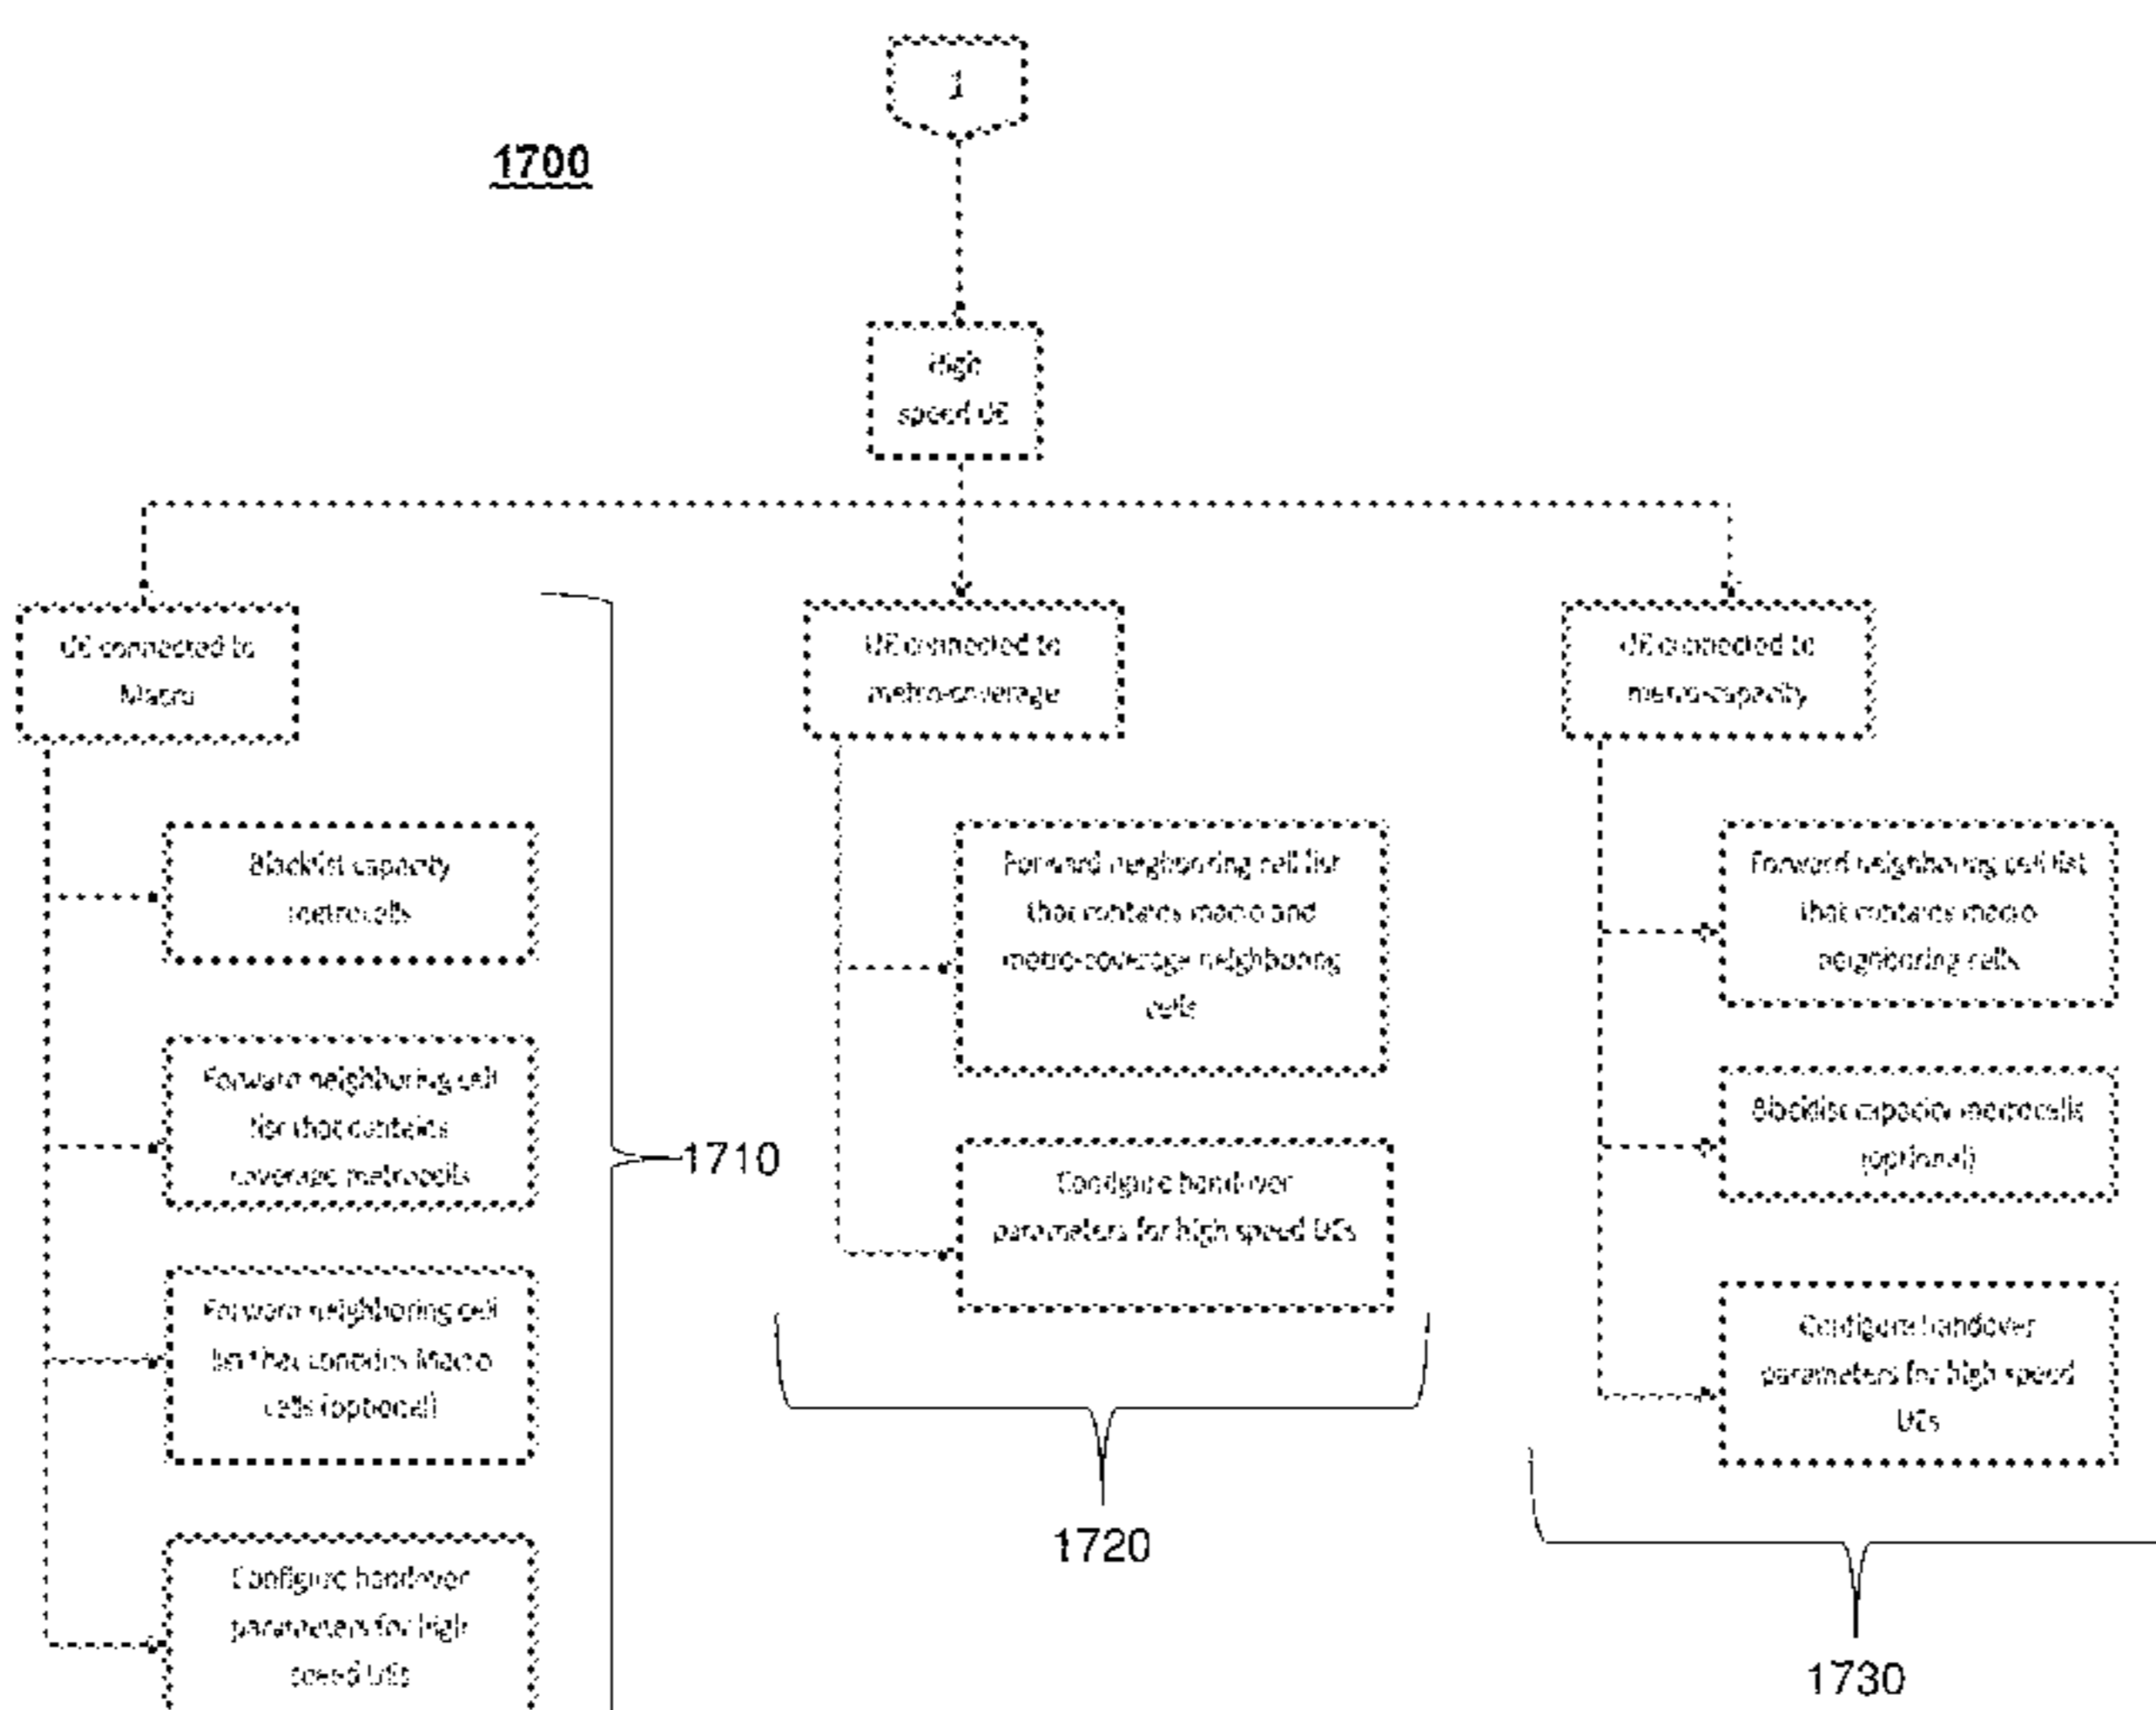 1
1700
High
speed UE
UE connected to
Macro
UE connected to
metro-coverage
UE connected to
metro-capacity
Blacklist capacity
metrocells
Forward neighboring cell
list that contains
coverage metrocells
Forward neighboring cell
list that contains Macro
cells (optional)
Configure handover
parameters for high
speed UEs
1710
Forward neighboring cell list
that contains macro and
metro-coverage neighboring
cells
Configure handover
parameters for high speed UEs
1720
Forward neighboring cell list
that contains macro
neighboring cells
Blacklist capacity metrocells
(optional)
Configure handover
parameters for high speed
UEs
1730